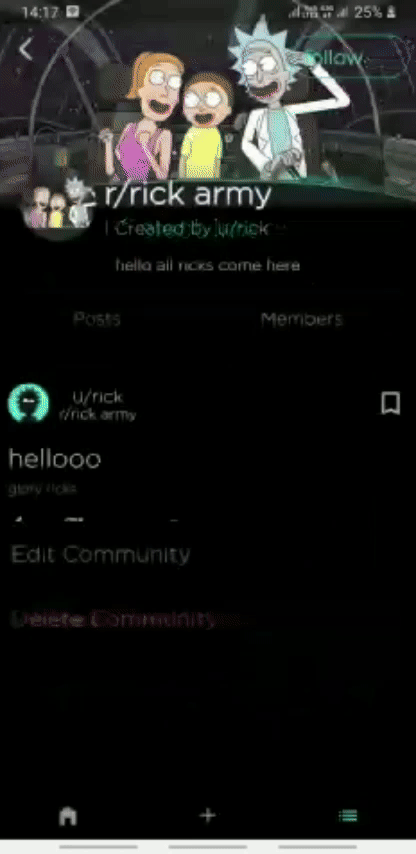 14:17
25%
Follow
r/rick army
Created by u/rick
hello all ricks come here
Posts
Members
u/rick
r/rick army
hellooo
glory ricks
Edit Community
Delete Community